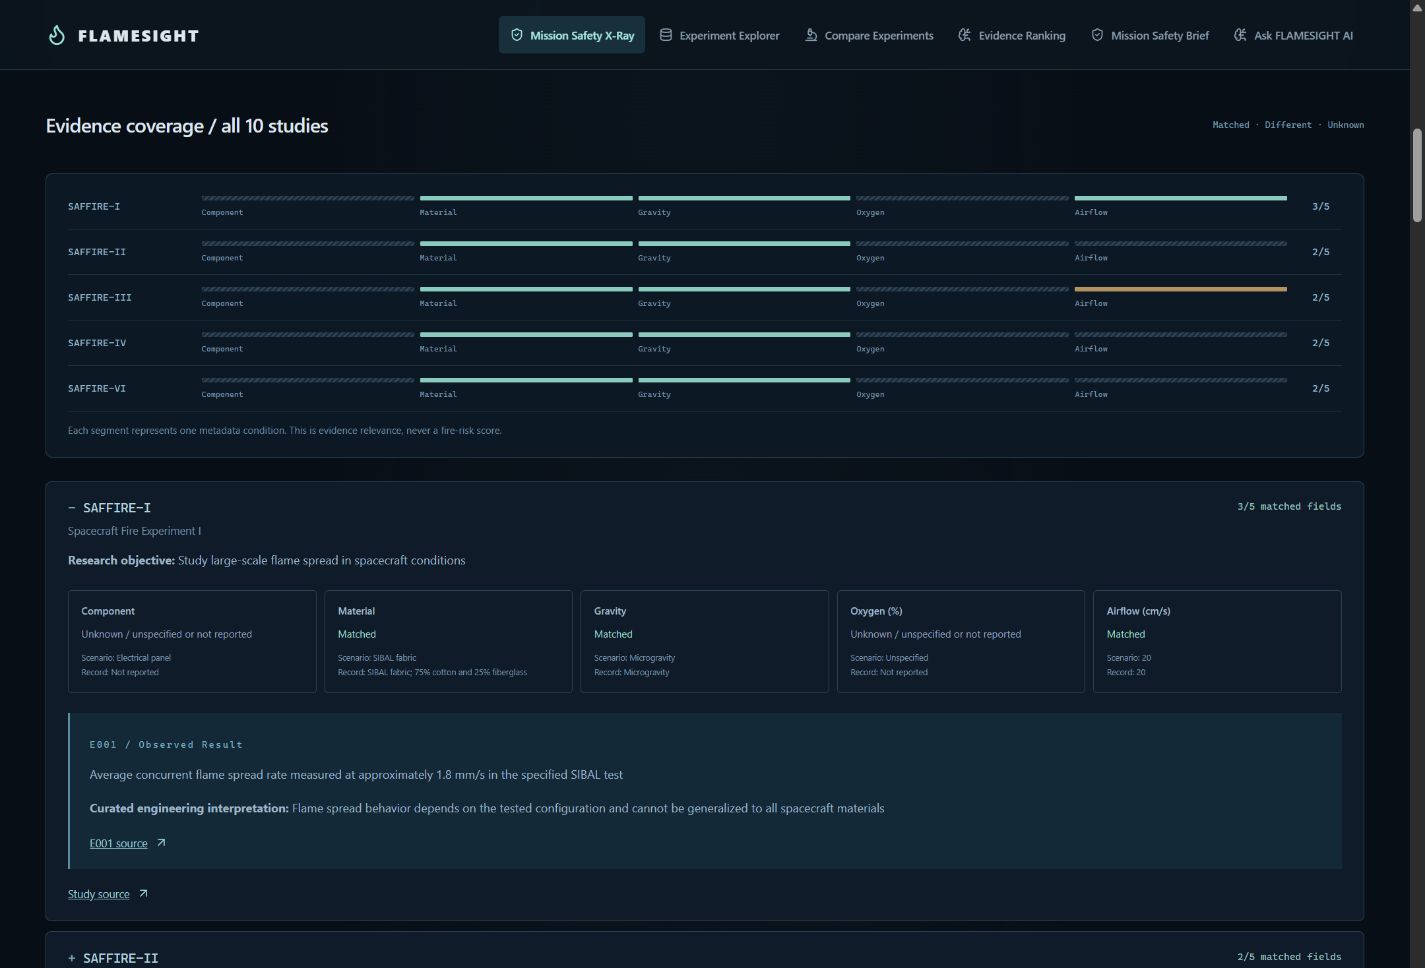 FLAMESIGHT
Mission Safety X-Ray
Experiment Explorer
Compare Experiments
Evidence Ranking
Mission Safety Brief
Ask FLAMESIGHT AI
Evidence coverage / all 10 studies
Matched · Different · Unknown
SAFFIRE-I
Component
Material
Gravity
Oxygen
Airflow
3/5
SAFFIRE-II
Component
Material
Gravity
Oxygen
Airflow
2/5
SAFFIRE-III
Component
Material
Gravity
Oxygen
Airflow
2/5
SAFFIRE-IV
Component
Material
Gravity
Oxygen
Airflow
2/5
SAFFIRE-VI
Component
Material
Gravity
Oxygen
Airflow
2/5
Each segment represents one metadata condition. This is evidence relevance, never a fire-risk score.
− SAFFIRE-I
3/5 matched fields
Spacecraft Fire Experiment I
Research objective: Study large-scale flame spread in spacecraft conditions
Component
Unknown / unspecified or not reported
Scenario: Electrical panel
Record: Not reported
Material
Matched
Scenario: SIBAL fabric
Record: SIBAL fabric; 75% cotton and 25% fiberglass
Gravity
Matched
Scenario: Microgravity
Record: Microgravity
Oxygen (%)
Unknown / unspecified or not reported
Scenario: Unspecified
Record: Not reported
Airflow (cm/s)
Matched
Scenario: 20
Record: 20
E001 / Observed Result
Average concurrent flame spread rate measured at approximately 1.8 mm/s in the specified SIBAL test
Curated engineering interpretation: Flame spread behavior depends on the tested configuration and cannot be generalized to all spacecraft materials
E001 source
Study source
+ SAFFIRE-II
2/5 matched fields